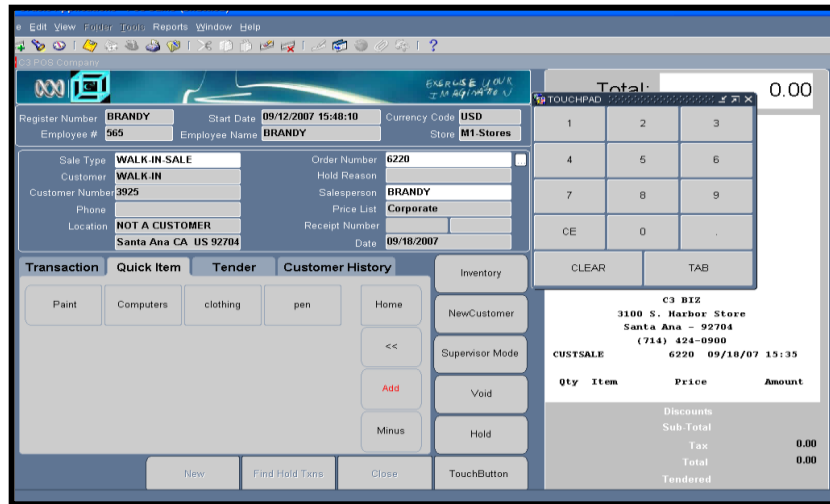 e Edit View Folder Tools Reports Window Help
C3 POS Company
EXERCISE YOUR
IMAGINATION
Total: 0.00
TOUCHPAD
Register Number BRANDY Start Date 09/12/2007 15:48:10 Currency Code USD
Employee # 565 Employee Name BRANDY Store M1-Stores
1 2 3
4 5 6
7 8 9
CE 0 .
CLEAR TAB
Sale Type WALK-IN-SALE Order Number 6220
Customer WALK-IN Hold Reason
Customer Number 3925 Salesperson BRANDY
Phone Price List Corporate
Location NOT A CUSTOMER Receipt Number
Santa Ana CA US 92704 Date 09/18/2007
Transaction Quick Item Tender Customer History
Paint Computers clothing pen Home
<<
Add
Minus
Inventory
NewCustomer
Supervisor Mode
Void
Hold
TouchButton
New Find Hold Txns Close
C3 BIZ
3100 S. Harbor Store
Santa Ana - 92704
(714) 424-0900
CUSTSALE 6220 09/18/07 15:35
Qty Item Price Amount
Discounts
Sub-Total
Tax 0.00
Total 0.00
Tendered